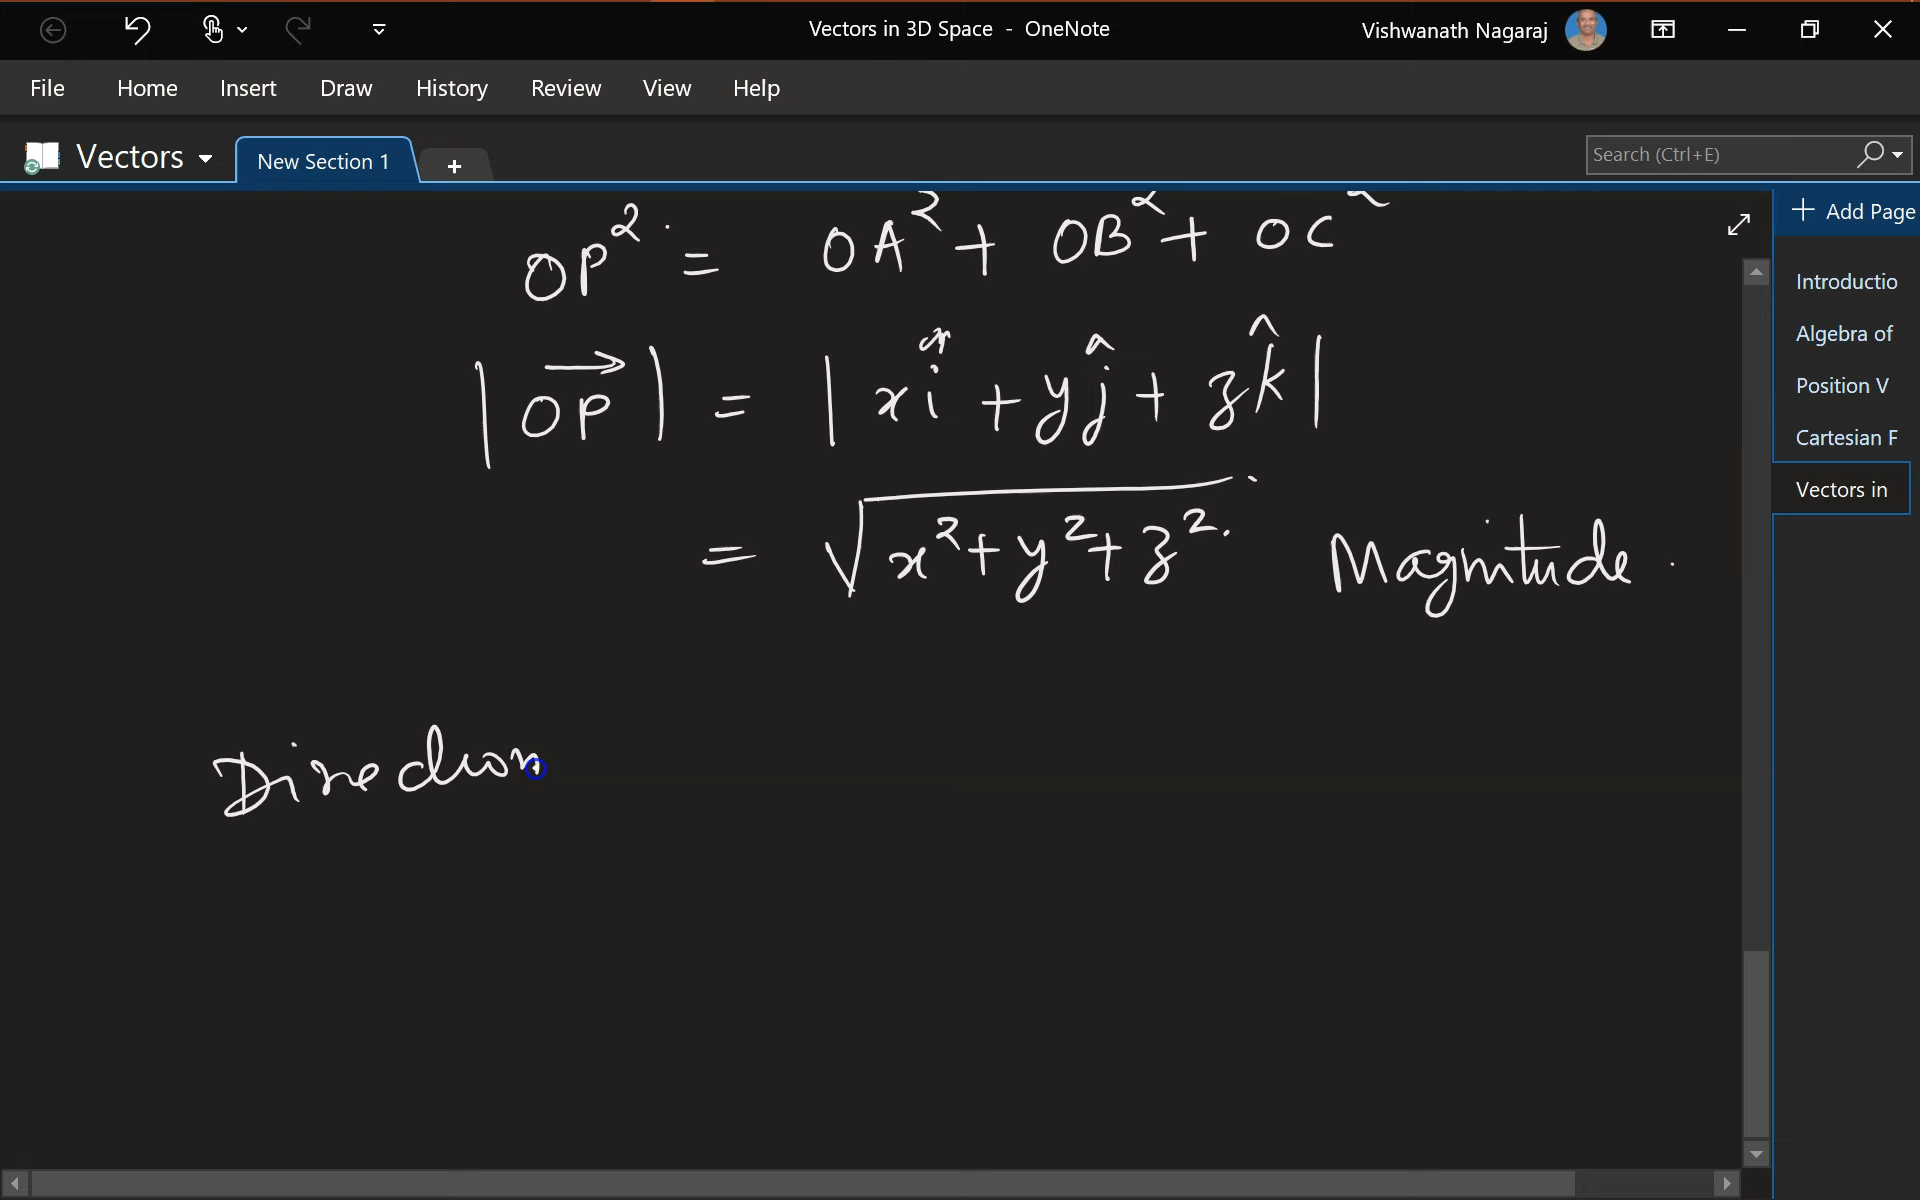 Vectors in 3D Space - OneNote
Vishwanath Nagaraj
File Home Insert Draw History Review View Help
Vectors
New Section 1
+
Search (Ctrl+E)
Add Page
Introductio
Algebra of
Position V
Cartesian F
Vectors in
OP² = OA² + OB² + OC²
|OP⃗| = |xî + yĵ + zk̂|
= √(x² + y² + z²) Magnitude
Direction